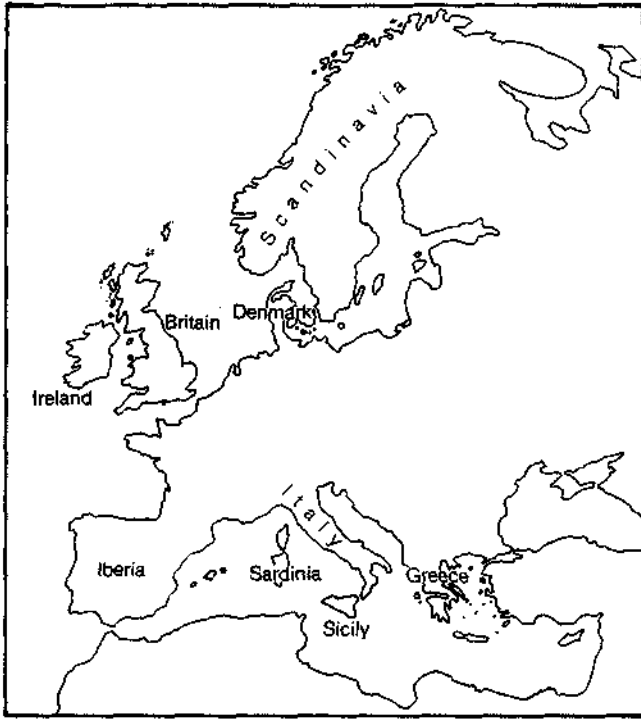 Scandinavia
Britain
Denmark
Ireland
Italy
Iberia
Sardinia
Greece
Sicily